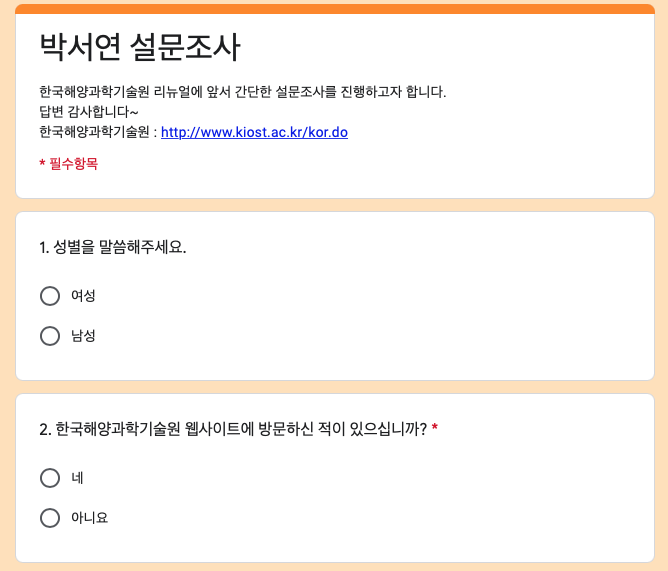 박서연 설문조사
한국해양과학기술원 리뉴얼에 앞서 간단한 설문조사를 진행하고자 합니다.
답변 감사합니다~
한국해양과학기술원 : http://www.kiost.ac.kr/kor.do
* 필수항목
1. 성별을 말씀해주세요.
여성
남성
2. 한국해양과학기술원 웹사이트에 방문하신 적이 있으십니까? *
네
아니요